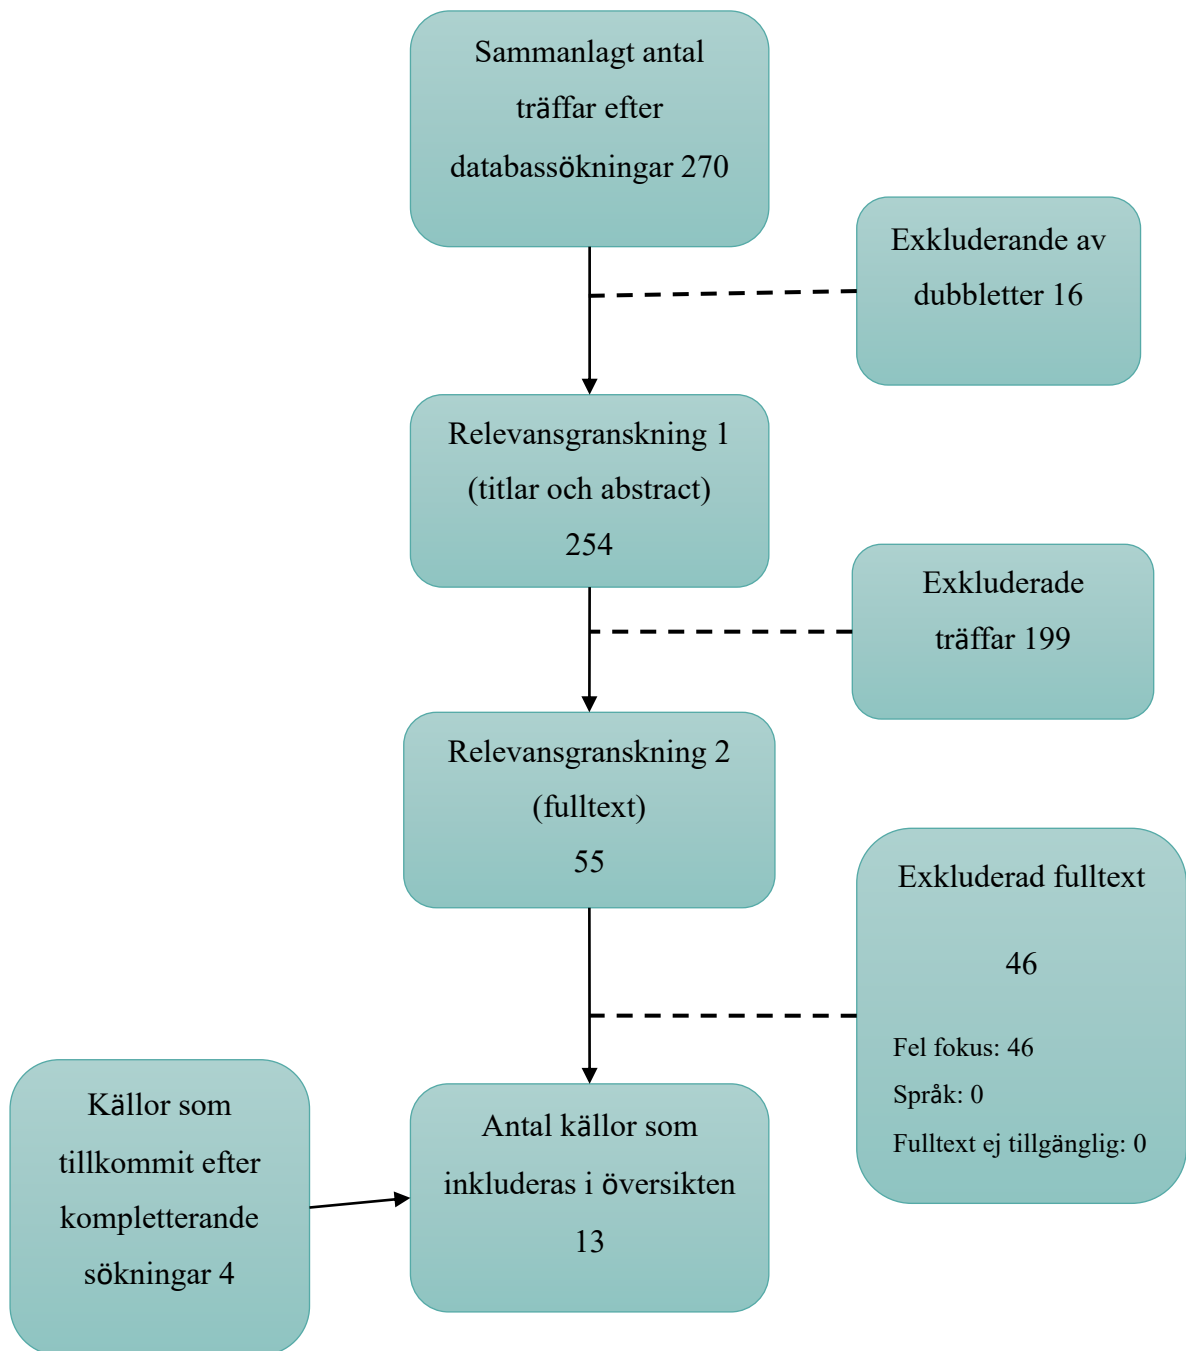 Sammanlagt antal
träffar efter
databassökningar 270
Exkluderande av
dubbletter 16
Relevansgranskning 1
(titlar och abstract)
254
Exkluderade
träffar 199
Relevansgranskning 2
(fulltext)
55
Exkluderad fulltext
46
Fel fokus: 46
Språk: 0
Fulltext ej tillgänglig: 0
Källor som
tillkommit efter
kompletterande
sökningar 4
Antal källor som
inkluderas i översikten
13